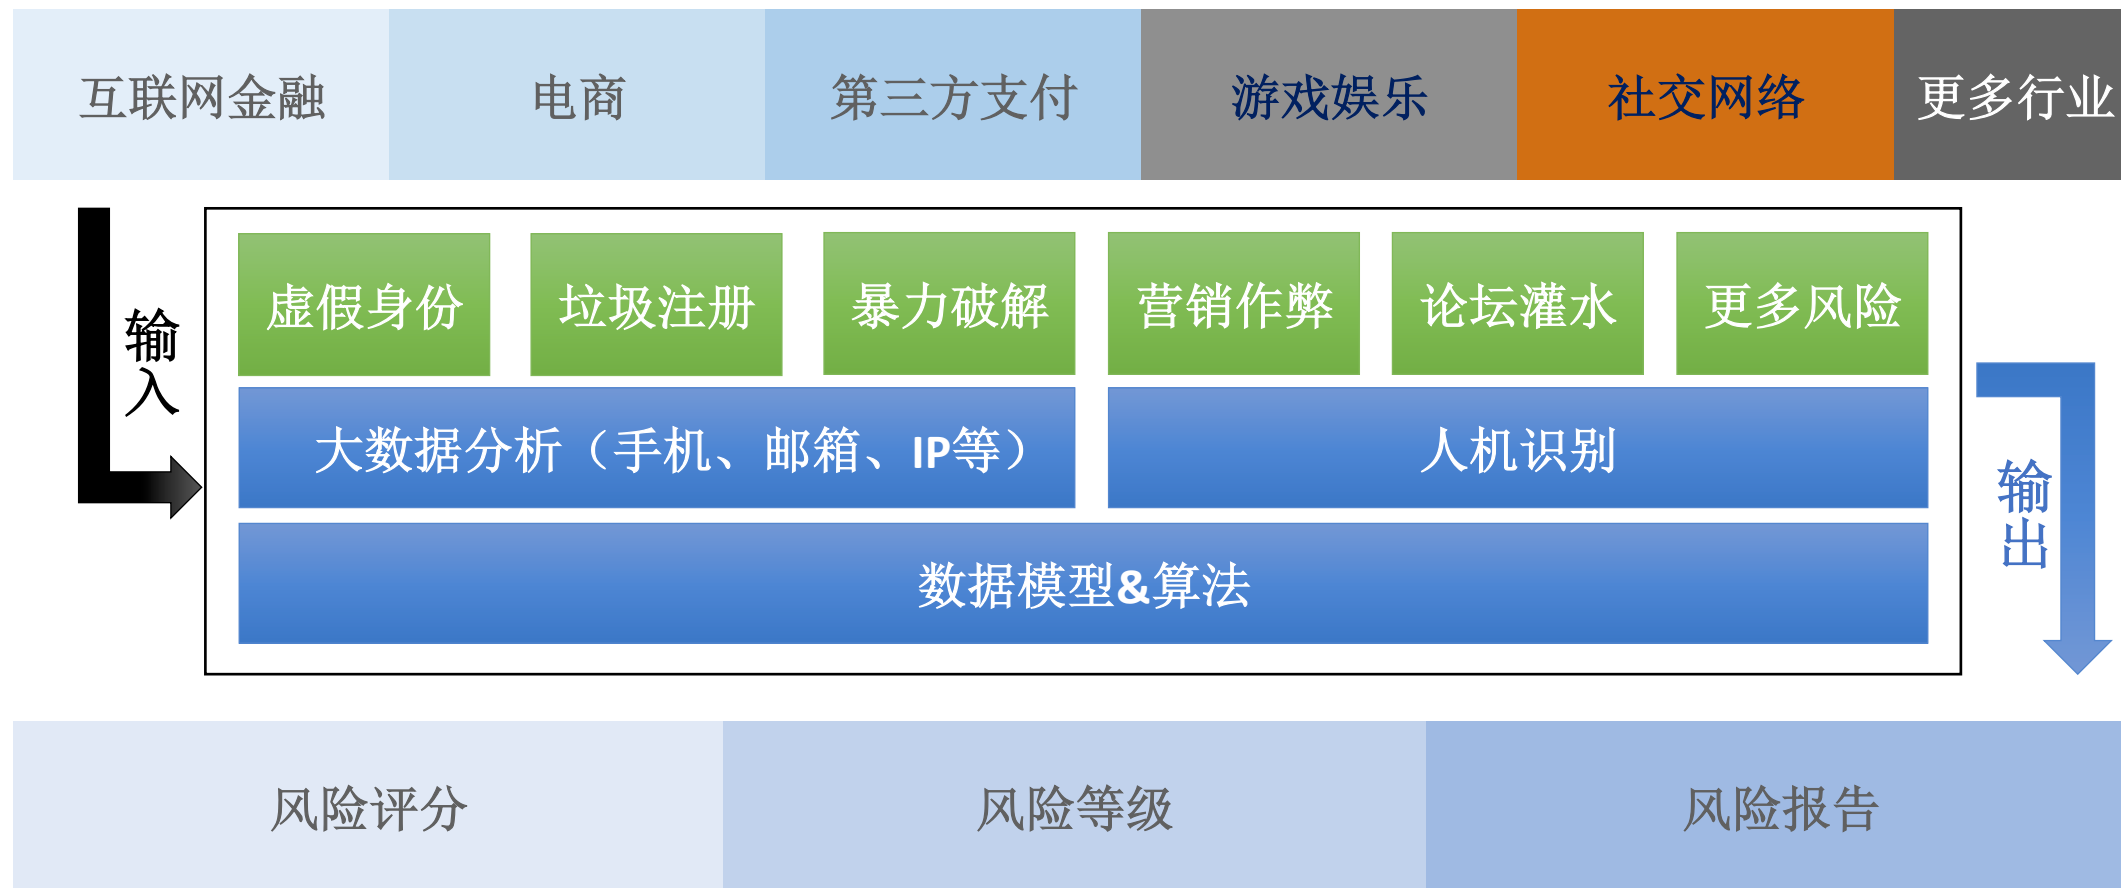 互联网金融
电商
第三方支付
游戏娱乐
社交网络
更多行业
输入
虚假身份
垃圾注册
暴力破解
营销作弊
论坛灌水
更多风险
大数据分析（手机、邮箱、IP等）
人机识别
数据模型&算法
输出
风险评分
风险等级
风险报告